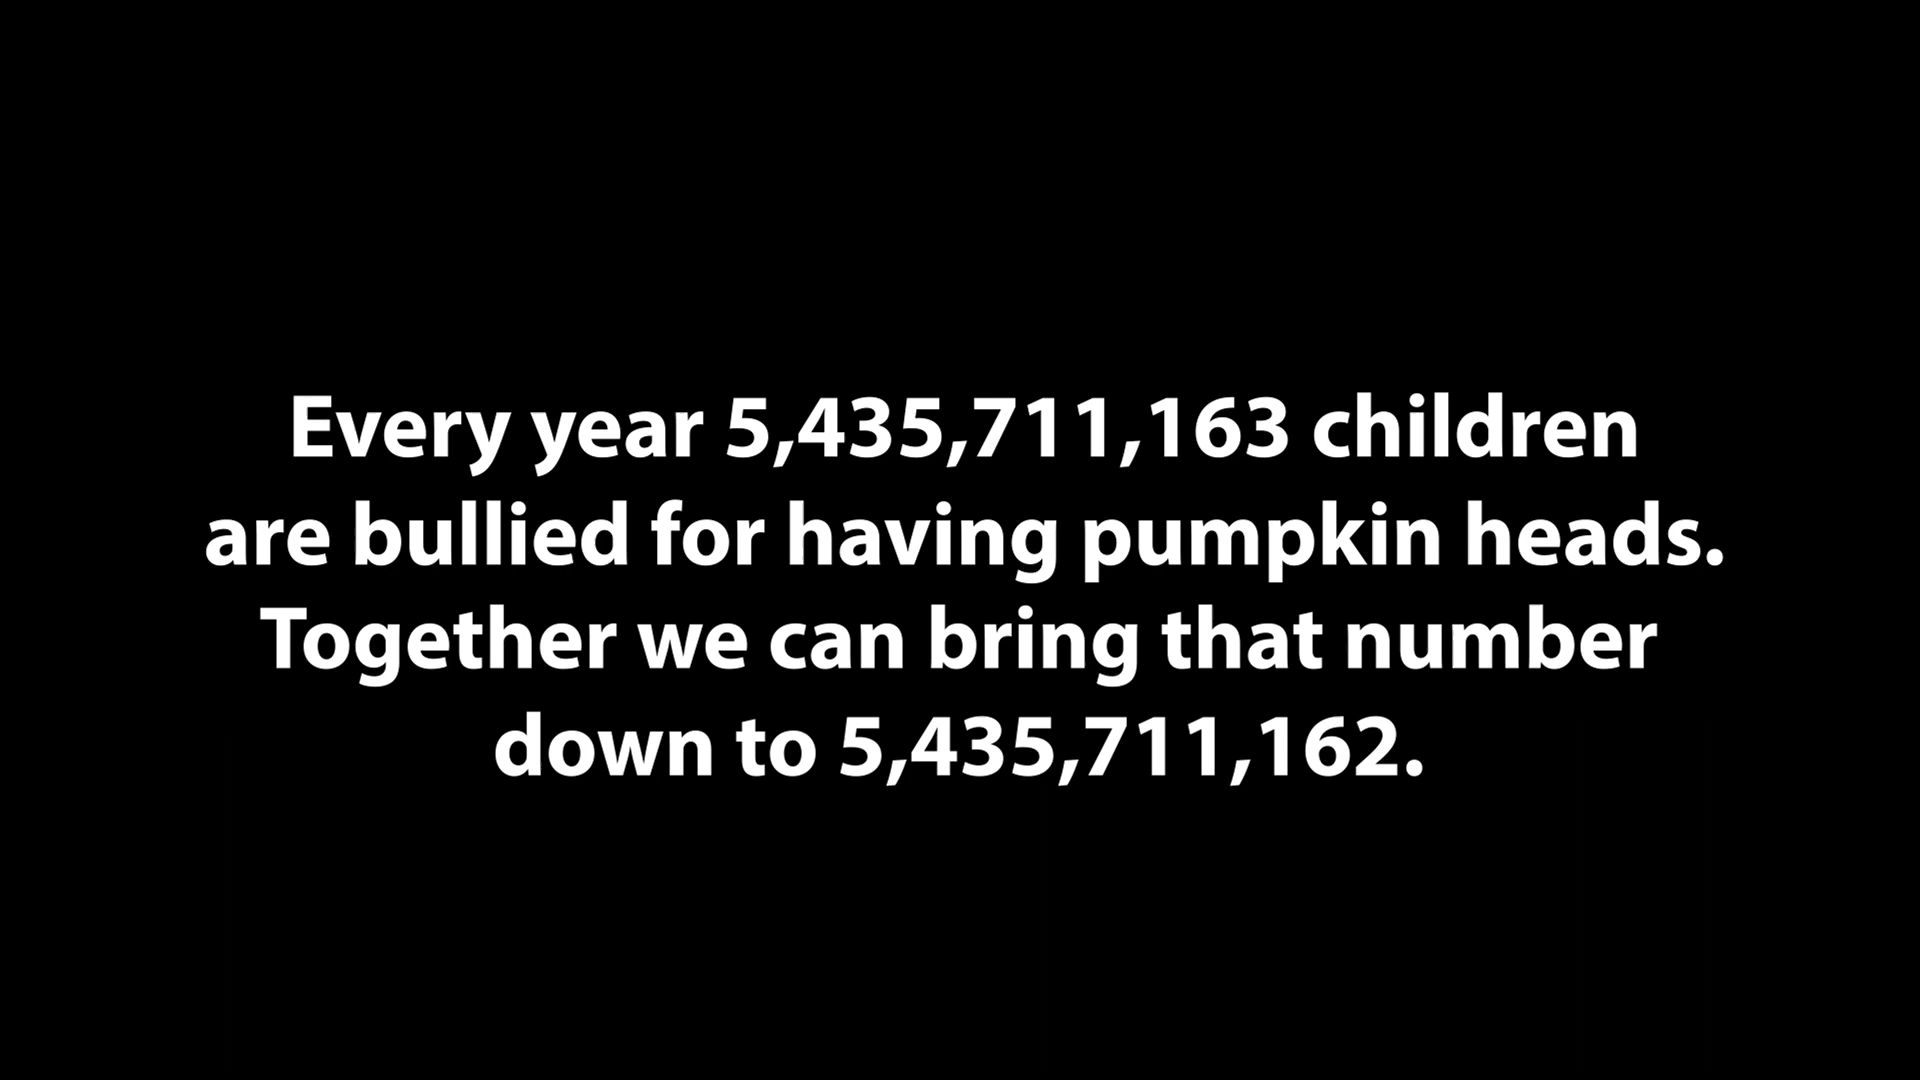 Every year 5,435,711,163 children
are bullied for having pumpkin heads.
Together we can bring that number
down to 5,435,711,162.